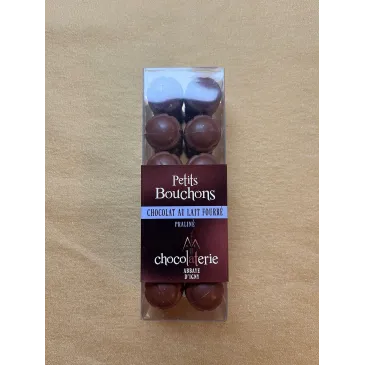 Petits
Bouchons
CHOCOLAT AU LAIT FOURRÉ
PRALINÉ
chocolaterie
ABBAYE
D'IGNY